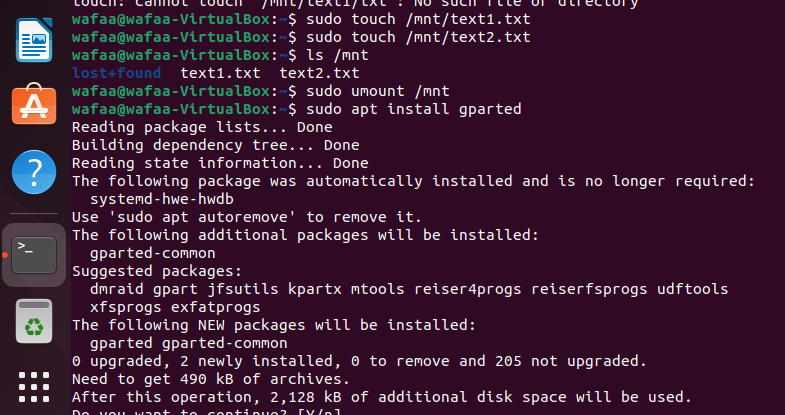 touch: cannot touch '/mnt/text1/txt': No such file or directory
wafaa@wafaa-VirtualBox:~$ sudo touch /mnt/text1.txt
wafaa@wafaa-VirtualBox:~$ sudo touch /mnt/text2.txt
wafaa@wafaa-VirtualBox:~$ ls /mnt
lost+found  text1.txt  text2.txt
wafaa@wafaa-VirtualBox:~$ sudo umount /mnt
wafaa@wafaa-VirtualBox:~$ sudo apt install gparted
Reading package lists... Done
Building dependency tree... Done
Reading state information... Done
The following package was automatically installed and is no longer required:
  systemd-hwe-hwdb
Use 'sudo apt autoremove' to remove it.
The following additional packages will be installed:
  gparted-common
Suggested packages:
  dmraid gpart jfsutils kpartx mtools reiser4progs reiserfsprogs udftools
  xfsprogs exfatprogs
The following NEW packages will be installed:
  gparted gparted-common
0 upgraded, 2 newly installed, 0 to remove and 205 not upgraded.
Need to get 490 kB of archives.
After this operation, 2,128 kB of additional disk space will be used.
Do you want to continue? [Y/n]